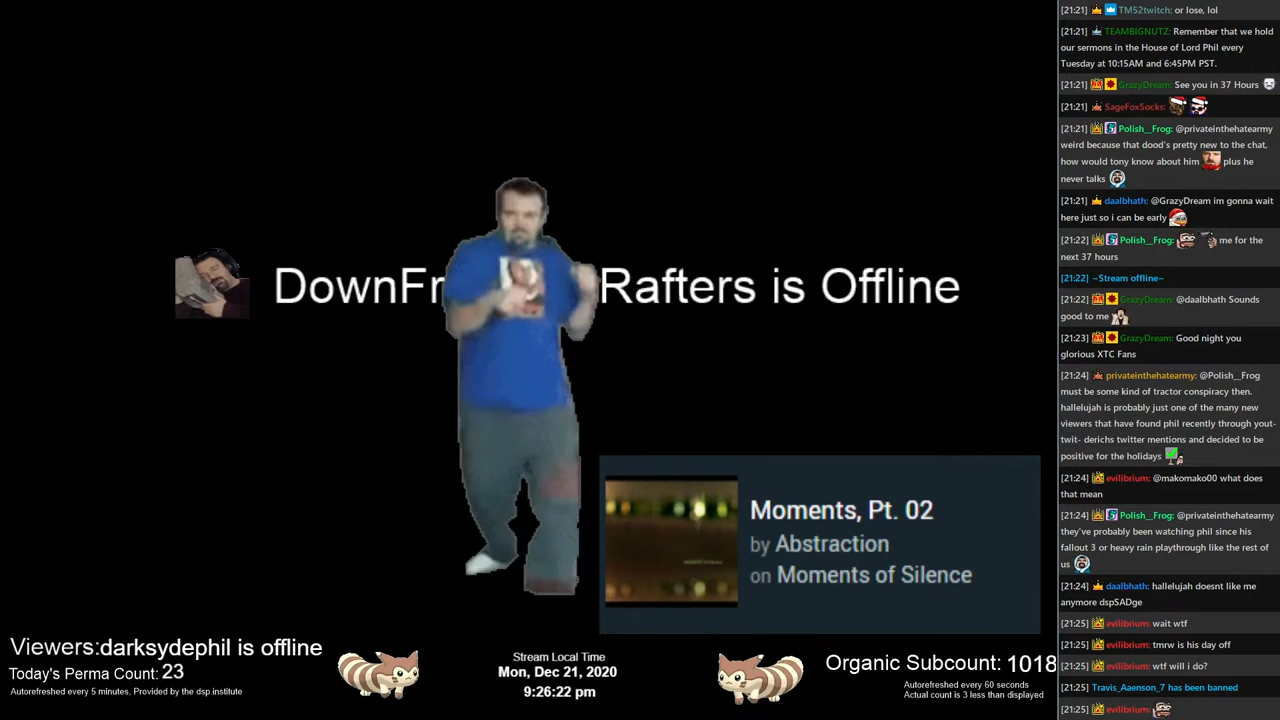 DownFr Rafters is Offline
Moments, Pt. 02
by Abstraction
on Moments of Silence
Viewers:darksydephil is offline
Today's Perma Count: 23
Autorefreshed every 5 minutes, Provided by the dsp.institute
Stream Local Time
Mon, Dec 21, 2020
9:26:22 pm
Organic Subcount: 1018
Autorefreshed every 60 seconds
Actual count is 3 less than displayed
[21:21] TM52twitch: or lose, lol
[21:21] TEAMBIGNUTZ: Remember that we hold
our sermons in the House of Lord Phil every
Tuesday at 10:15AM and 6:45PM PST.
[21:21] GrazyDream: See you in 37 Hours
[21:21] SageFoxSocks:
[21:21] Polish__Frog: @privateinthehatearmy
weird because that dood's pretty new to the chat,
how would tony know about him plus he
never talks
[21:21] daalbhath: @GrazyDream im gonna wait
here just so i can be early
[21:22] Polish__Frog: me for the
next 37 hours
[21:22] ~Stream offline~
[21:22] GrazyDream: @daalbhath Sounds
good to me
[21:23] GrazyDream: Good night you
glorious XTC Fans
[21:24] privateinthehatearmy: @Polish__Frog
must be some kind of tractor conspiracy then.
hallelujah is probably just one of the many new
viewers that have found phil recently through yout-
twit- derichs twitter mentions and decided to be
positive for the holidays
[21:24] evilibrium: @makomako00 what does
that mean
[21:24] Polish__Frog: @privateinthehatearmy
they've probably been watching phil since his
fallout 3 or heavy rain playthrough like the rest of
us
[21:24] daalbhath: hallelujah doesnt like me
anymore dspSADge
[21:25] evilibrium: wait wtf
[21:25] evilibrium: tmrw is his day off
[21:25] evilibrium: wtf will i do?
[21:25] Travis_Aaenson_7 has been banned
[21:25] evilibrium: